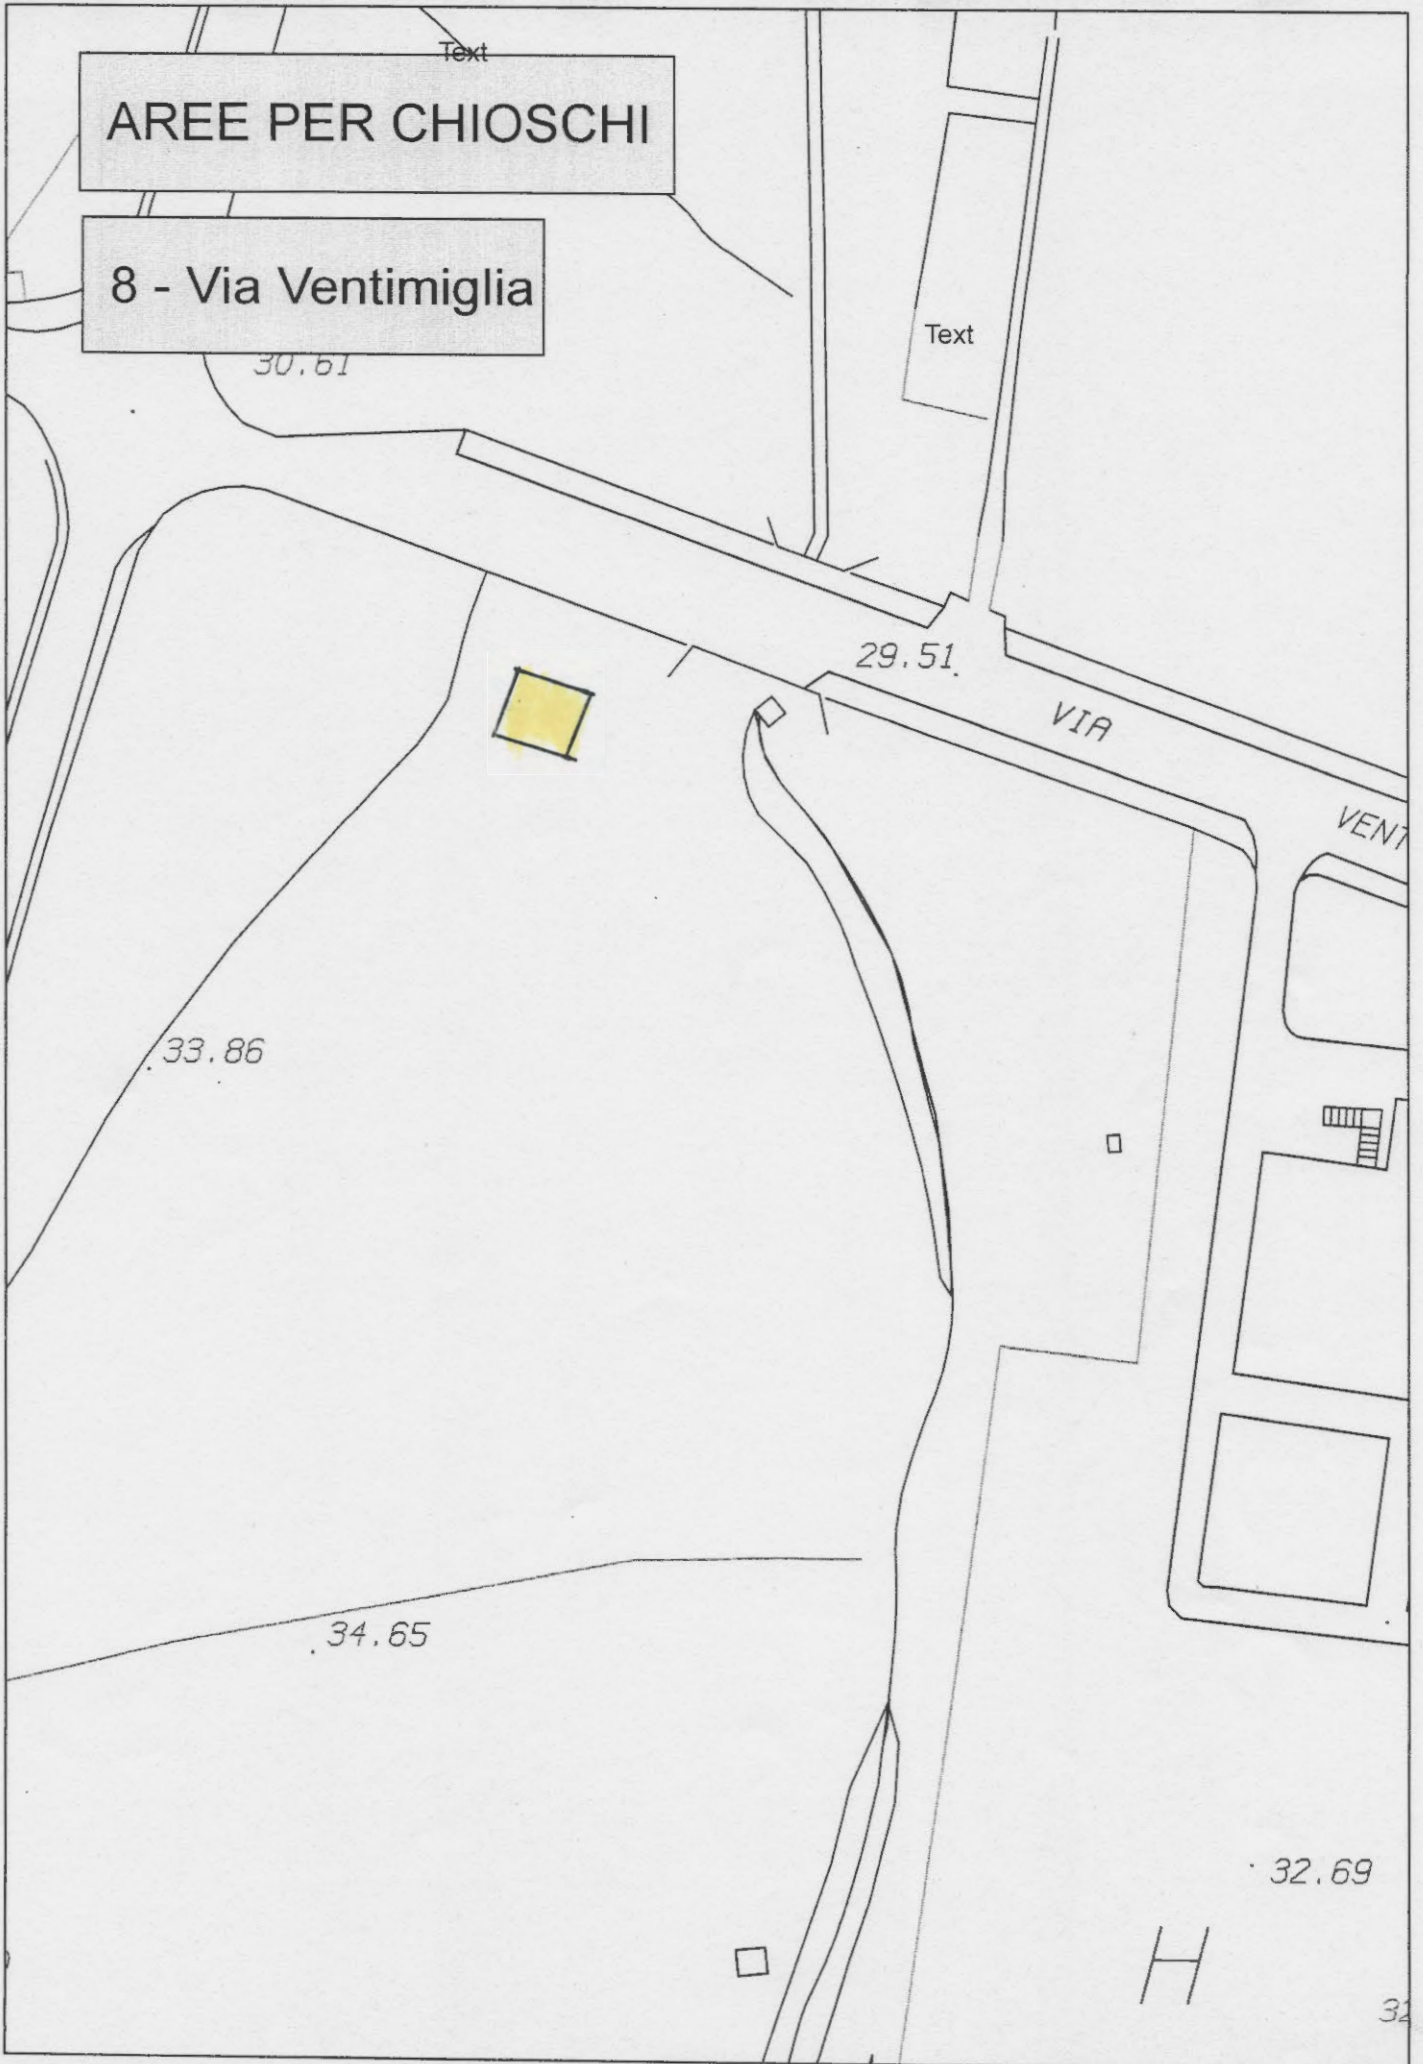 Text
AREE PER CHIOSCHI
8 - Via Ventimiglia
30.61
Text
29.51
VIA
VENT
33.86
34.65
32.69
H
32